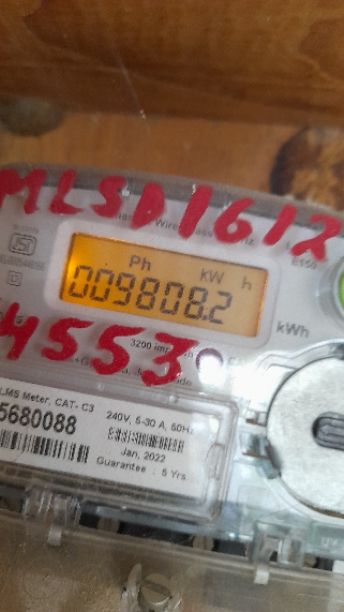 MLSD1612
E150
Ph kW h
009808.2
kWh
4553
3200 imp
LMS Meter, CAT- C3
5680088
240V, 5-30 A, 50Hz
Jan, 2022
Guarantee : 5 Yrs